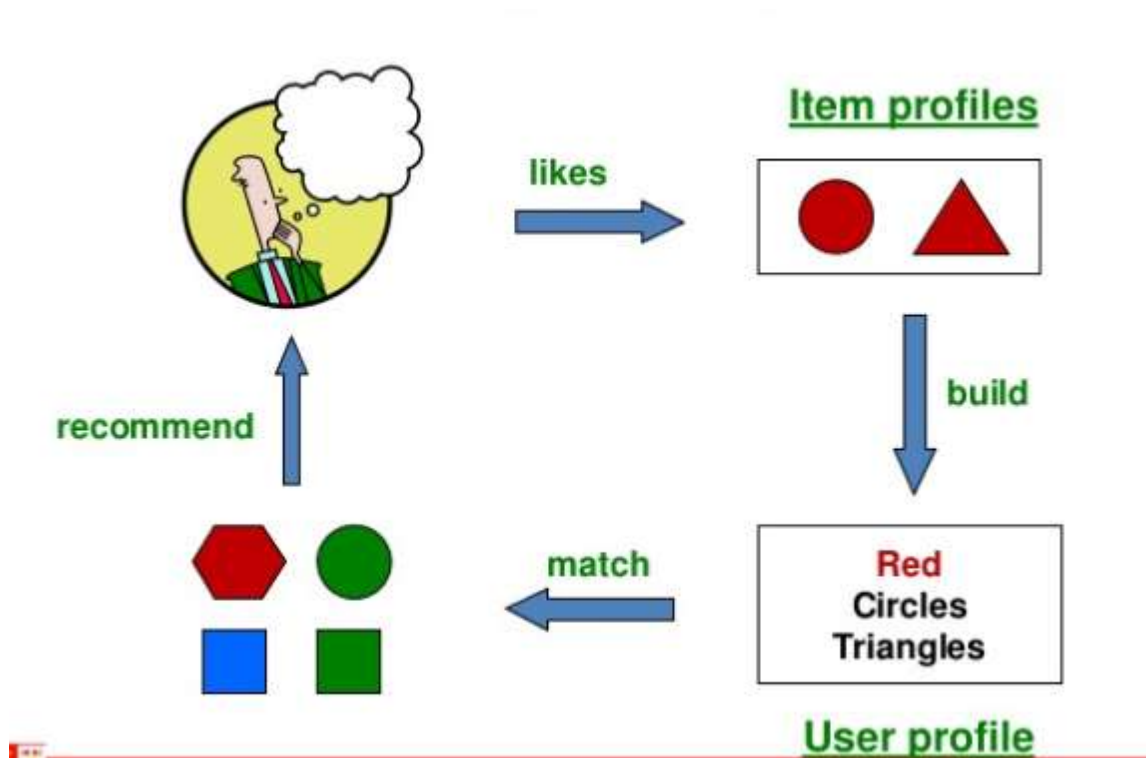 Item profiles
likes
build
recommend
match
Red
Circles
Triangles
User profile